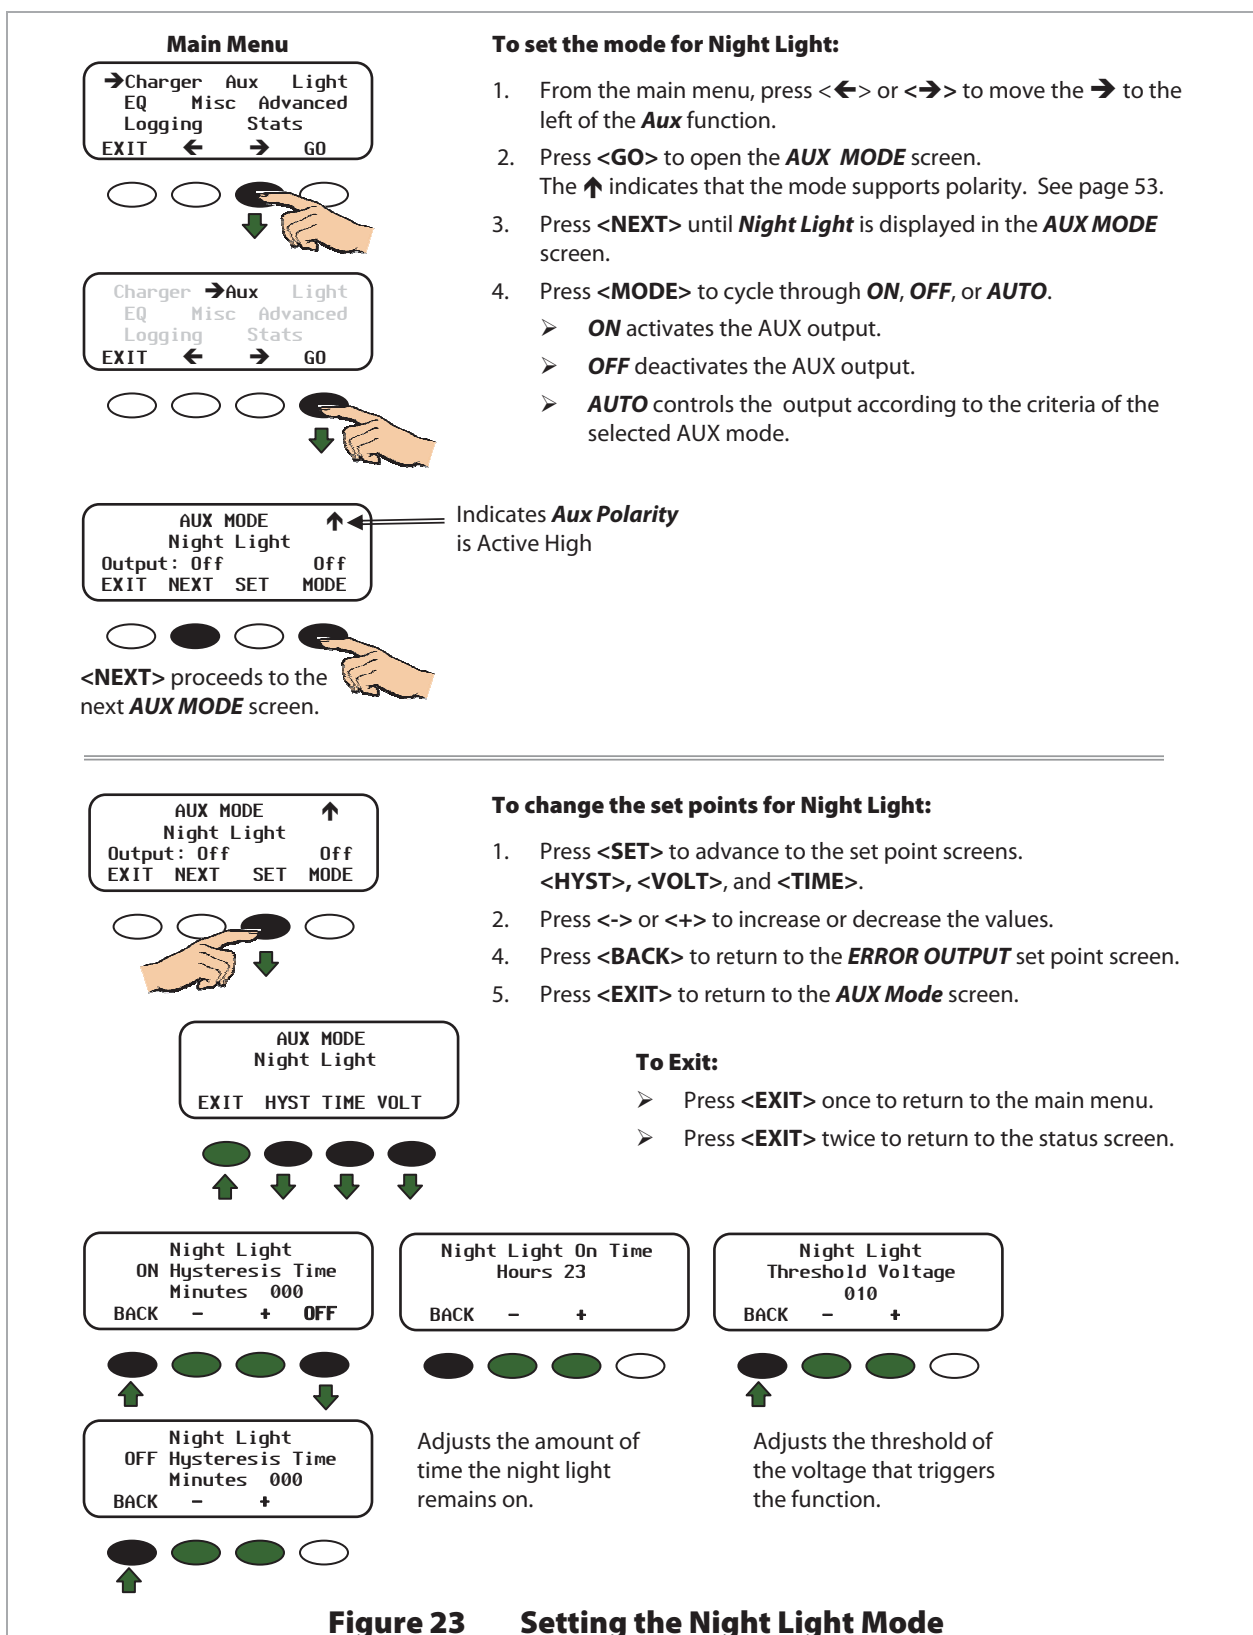 Main Menu
➔Charger Aux Light
EQ Misc Advanced
Logging Stats
EXIT 🡸 ➔ GO
Charger ➔Aux Light
EQ Misc Advanced
Logging Stats
EXIT 🡸 ➔ GO
AUX MODE ↑
Night Light
Output: Off Off
EXIT NEXT SET MODE
Indicates Aux Polarity
is Active High
<NEXT> proceeds to the
next AUX MODE screen.
To set the mode for Night Light:
1. From the main menu, press <🡸> or <➔> to move the ➔ to the
left of the Aux function.
2. Press <GO> to open the AUX MODE screen.
The ↑ indicates that the mode supports polarity. See page 53.
3. Press <NEXT> until Night Light is displayed in the AUX MODE
screen.
4. Press <MODE> to cycle through ON, OFF, or AUTO.
➢ ON activates the AUX output.
➢ OFF deactivates the AUX output.
➢ AUTO controls the output according to the criteria of the
selected AUX mode.
AUX MODE ↑
Night Light
Output: Off Off
EXIT NEXT SET MODE
To change the set points for Night Light:
1. Press <SET> to advance to the set point screens.
<HYST>, <VOLT>, and <TIME>.
2. Press <-> or <+> to increase or decrease the values.
4. Press <BACK> to return to the ERROR OUTPUT set point screen.
5. Press <EXIT> to return to the AUX Mode screen.
AUX MODE
Night Light
EXIT HYST TIME VOLT
To Exit:
➢ Press <EXIT> once to return to the main menu.
➢ Press <EXIT> twice to return to the status screen.
Night Light
ON Hysteresis Time
Minutes 000
BACK - + OFF
Night Light On Time
Hours 23
BACK - +
Night Light
Threshold Voltage
010
BACK - +
Night Light
OFF Hysteresis Time
Minutes 000
BACK - +
Adjusts the amount of
time the night light
remains on.
Adjusts the threshold of
the voltage that triggers
the function.
Figure 23 Setting the Night Light Mode